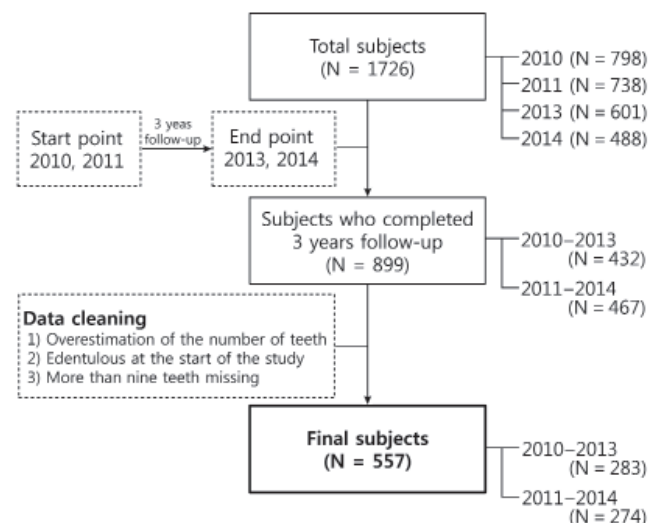 Total subjects
(N = 1726)
2010 (N = 798)
2011 (N = 738)
2013 (N = 601)
2014 (N = 488)
Start point
2010, 2011
3 yeas
follow-up
End point
2013, 2014
Subjects who completed
3 years follow-up
(N = 899)
2010–2013
(N = 432)
2011–2014
(N = 467)
Data cleaning
1) Overestimation of the number of teeth
2) Edentulous at the start of the study
3) More than nine teeth missing
Final subjects
(N = 557)
2010–2013
(N = 283)
2011–2014
(N = 274)